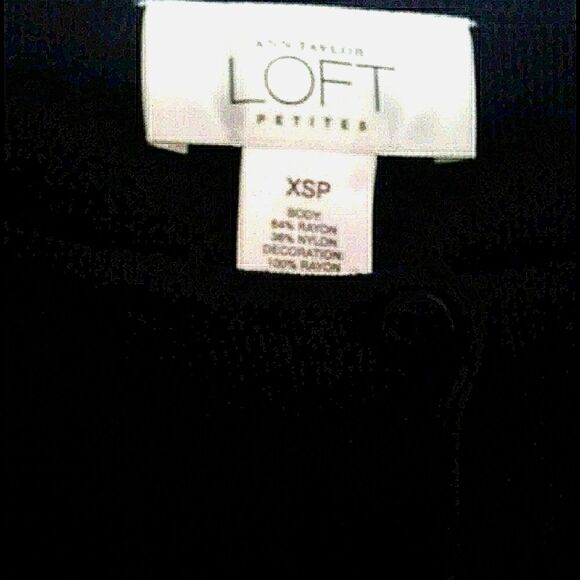 ANN TAYLOR
LOFT
PETITES
XSP
BODY:
64% RAYON
36% NYLON
DECORATION:
100% RAYON